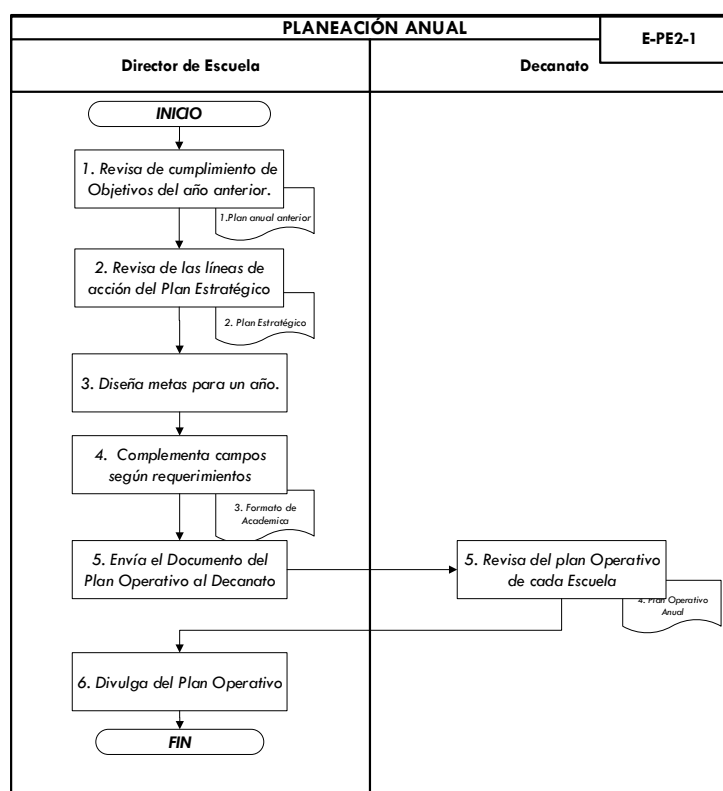 PLANEACIÓN ANUAL
E-PE2-1
Director de Escuela
Decanato
INICIO
1. Revisa de cumplimiento de
Objetivos del año anterior.
1.Plan anual anterior
2. Revisa de las líneas de
acción del Plan Estratégico
2. Plan Estratégico
3. Diseña metas para un año.
4. Complementa campos
según requerimientos
3. Formato de
Academica
5. Envía el Documento del
Plan Operativo al Decanato
5. Revisa del plan Operativo
de cada Escuela
4. Plan Operativo
Anual
6. Divulga del Plan Operativo
FIN